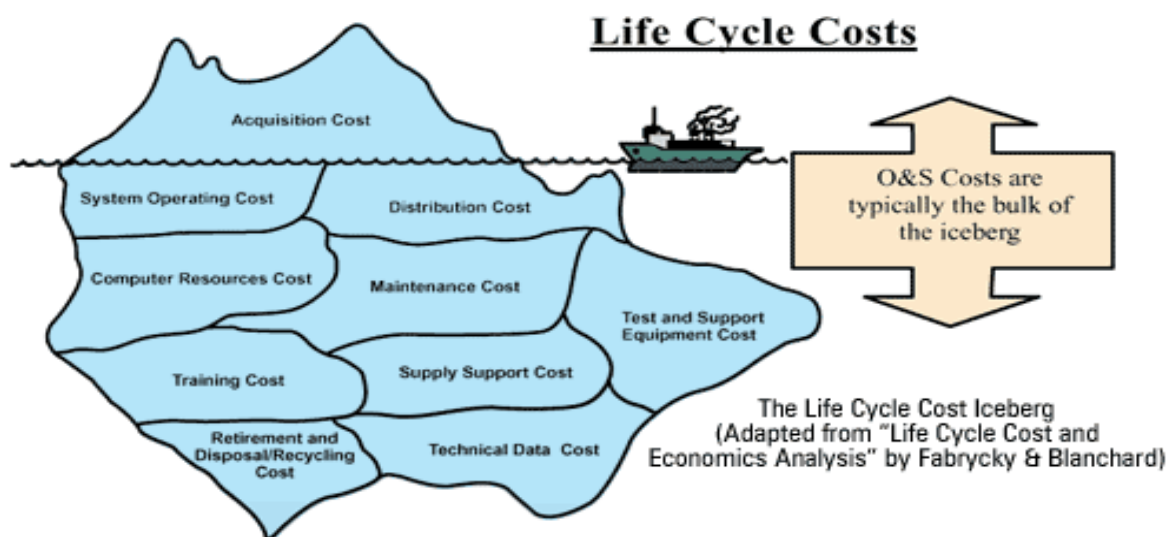 Life Cycle Costs
Acquisition Cost
System Operating Cost
Distribution Cost
O&S Costs are
typically the bulk of
the iceberg
Computer Resources Cost
Maintenance Cost
Test and Support
Equipment Cost
Training Cost
Supply Support Cost
Retirement and
Disposal/Recycling
Cost
Technical Data Cost
The Life Cycle Cost Iceberg
(Adapted from “Life Cycle Cost and
Economics Analysis” by Fabrycky & Blanchard)